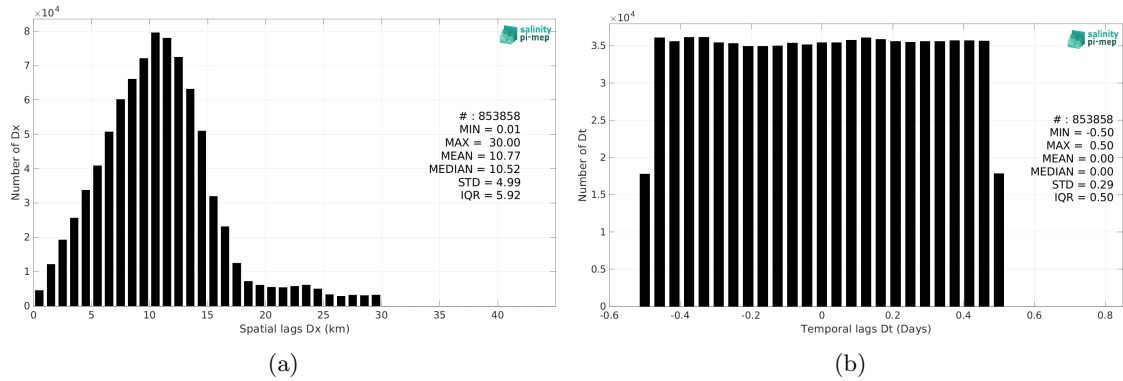 ×10⁴
8
7
6
5
4
3
2
1
0
Number of Dx
salinity
pi-mep
# : 853858
MIN = 0.01
MAX = 30.00
MEAN = 10.77
MEDIAN = 10.52
STD = 4.99
IQR = 5.92
0 5 10 15 20 25 30 35 40
Spatial lags Dx (km)
(a)
×10⁴
3.5
3
2.5
2
1.5
1
0.5
0
Number of Dt
salinity
pi-mep
# : 853858
MIN = -0.50
MAX = 0.50
MEAN = 0.00
MEDIAN = 0.00
STD = 0.29
IQR = 0.50
-0.6 -0.4 -0.2 0 0.2 0.4 0.6 0.8
Temporal lags Dt (Days)
(b)